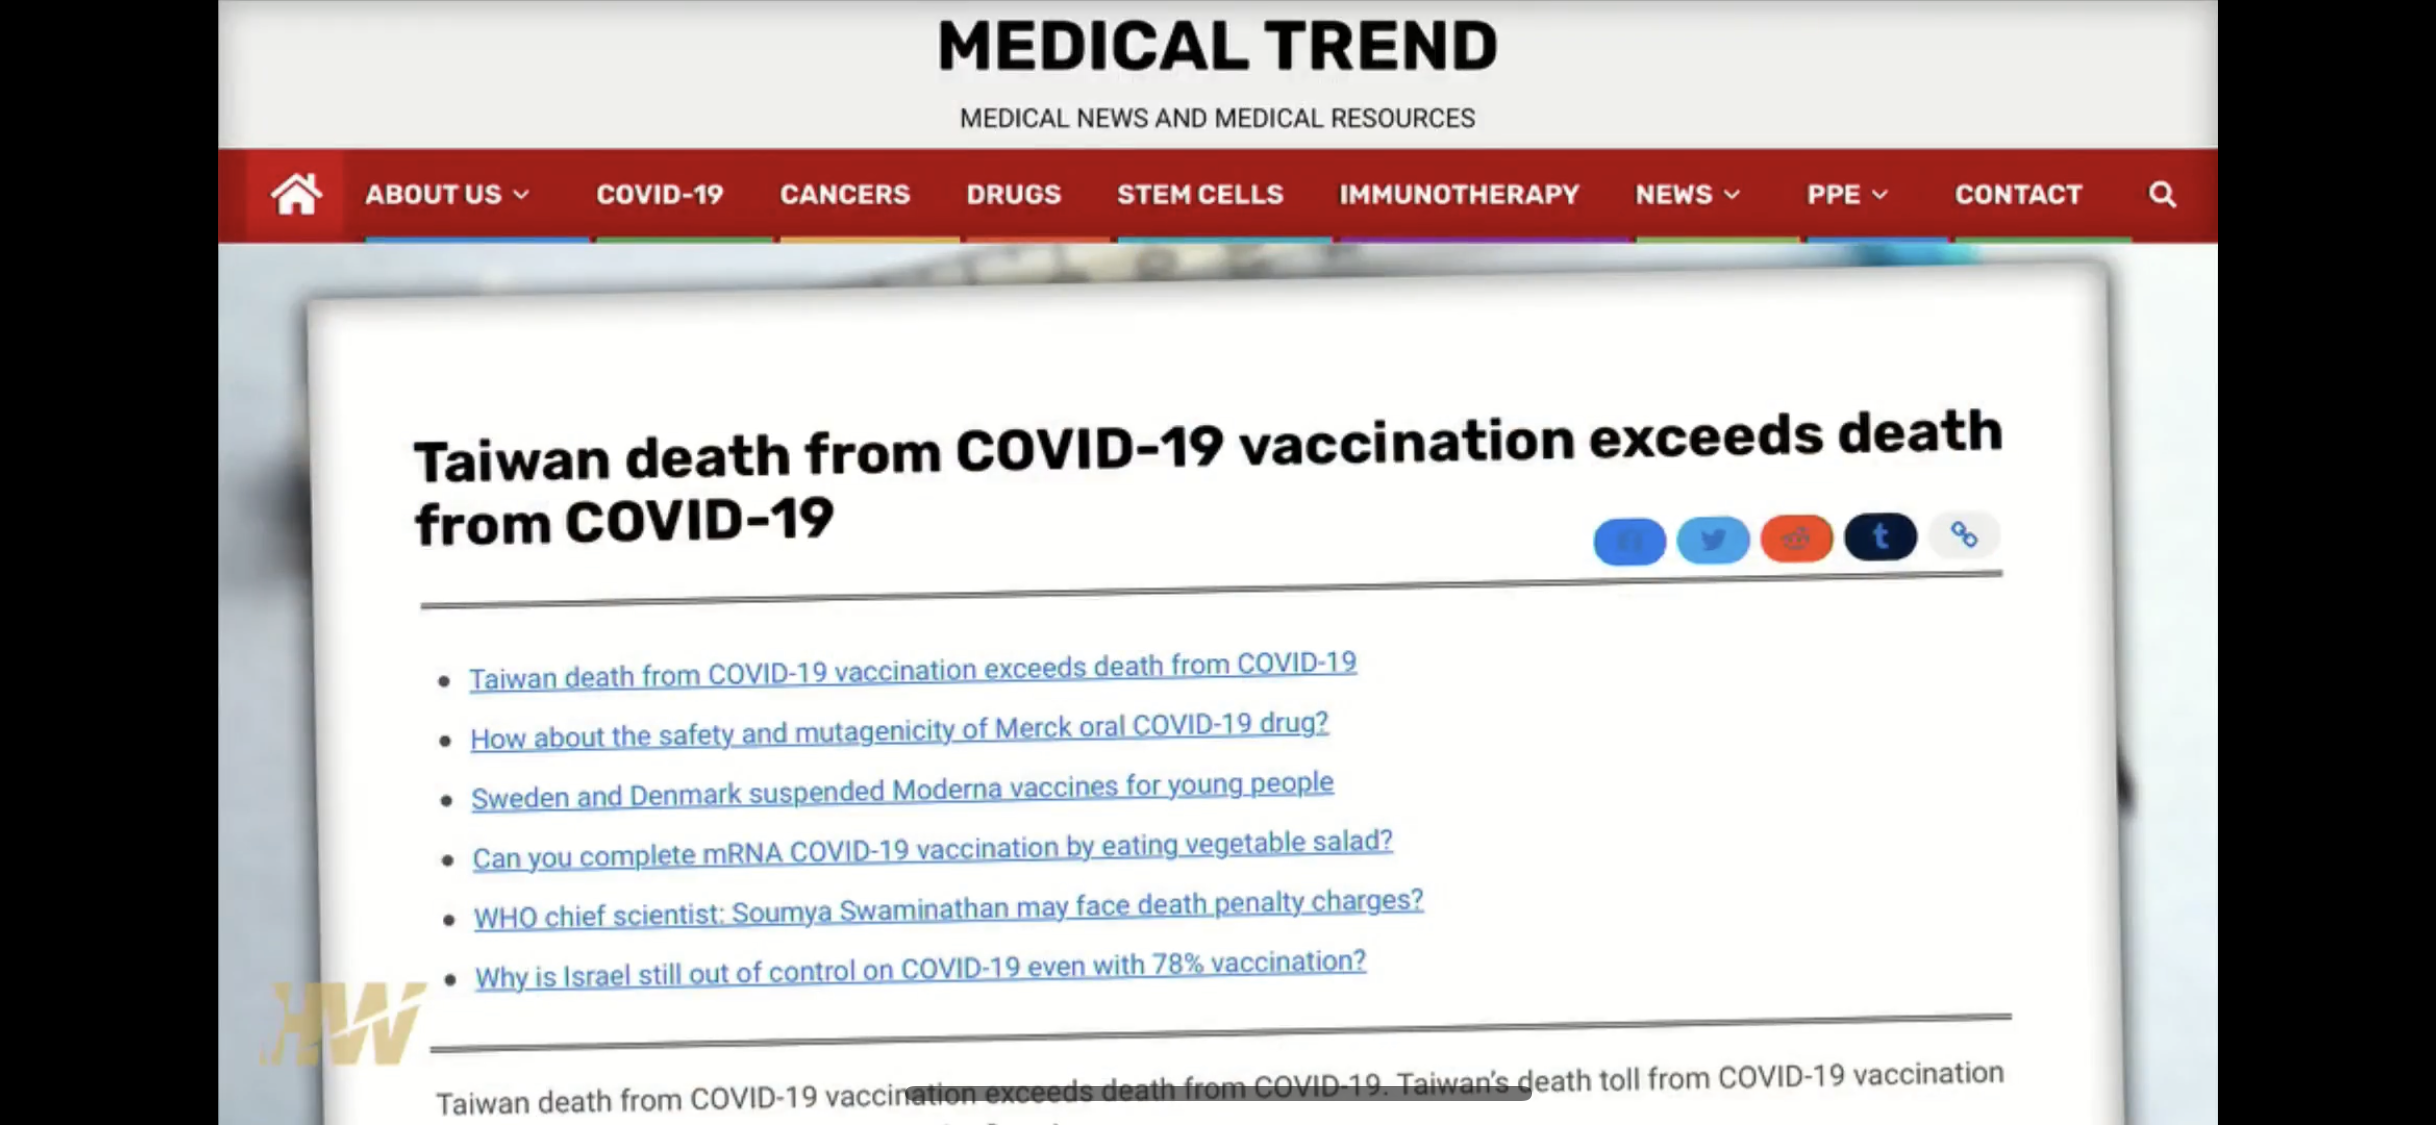 MEDICAL TREND
MEDICAL NEWS AND MEDICAL RESOURCES
ABOUT US COVID-19 CANCERS DRUGS STEM CELLS IMMUNOTHERAPY NEWS PPE CONTACT
Taiwan death from COVID-19 vaccination exceeds death
from COVID-19
t
Taiwan death from COVID-19 vaccination exceeds death from COVID-19
How about the safety and mutagenicity of Merck oral COVID-19 drug?
Sweden and Denmark suspended Moderna vaccines for young people
Can you complete mRNA COVID-19 vaccination by eating vegetable salad?
WHO chief scientist: Soumya Swaminathan may face death penalty charges?
Why is Israel still out of control on COVID-19 even with 78% vaccination?
HW
Taiwan death from COVID-19 vaccination exceeds death from COVID-19. Taiwan's death toll from COVID-19 vaccination